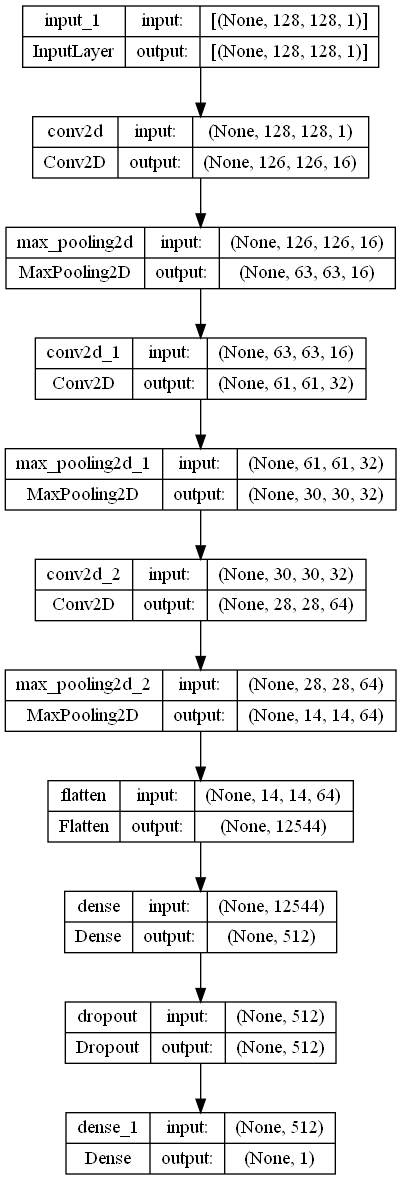 input_1 input: [(None, 128, 128, 1)]
InputLayer output: [(None, 128, 128, 1)]
conv2d input: (None, 128, 128, 1)
Conv2D output: (None, 126, 126, 16)
max_pooling2d input: (None, 126, 126, 16)
MaxPooling2D output: (None, 63, 63, 16)
conv2d_1 input: (None, 63, 63, 16)
Conv2D output: (None, 61, 61, 32)
max_pooling2d_1 input: (None, 61, 61, 32)
MaxPooling2D output: (None, 30, 30, 32)
conv2d_2 input: (None, 30, 30, 32)
Conv2D output: (None, 28, 28, 64)
max_pooling2d_2 input: (None, 28, 28, 64)
MaxPooling2D output: (None, 14, 14, 64)
flatten input: (None, 14, 14, 64)
Flatten output: (None, 12544)
dense input: (None, 12544)
Dense output: (None, 512)
dropout input: (None, 512)
Dropout output: (None, 512)
dense_1 input: (None, 512)
Dense output: (None, 1)